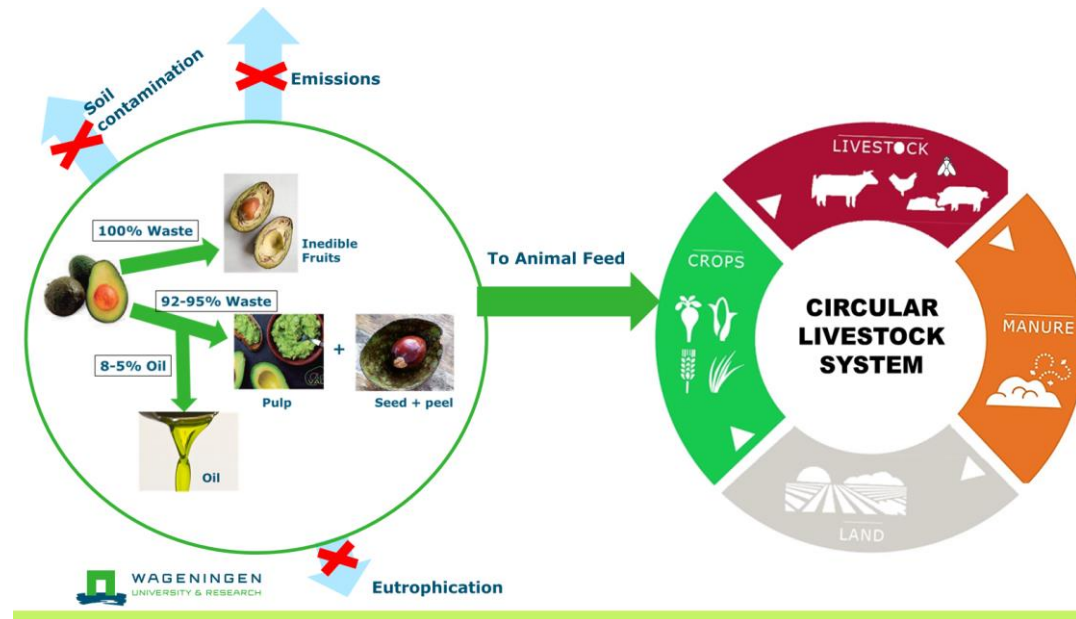 Soil
contamination
Emissions
100% Waste
Inedible
Fruits
92-95% Waste
8-5% Oil
+
Pulp
Seed + peel
Oil
To Animal Feed
LIVESTOCK
CROPS
MANURE
CIRCULAR
LIVESTOCK
SYSTEM
LAND
Eutrophication
WAGENINGEN
UNIVERSITY & RESEARCH